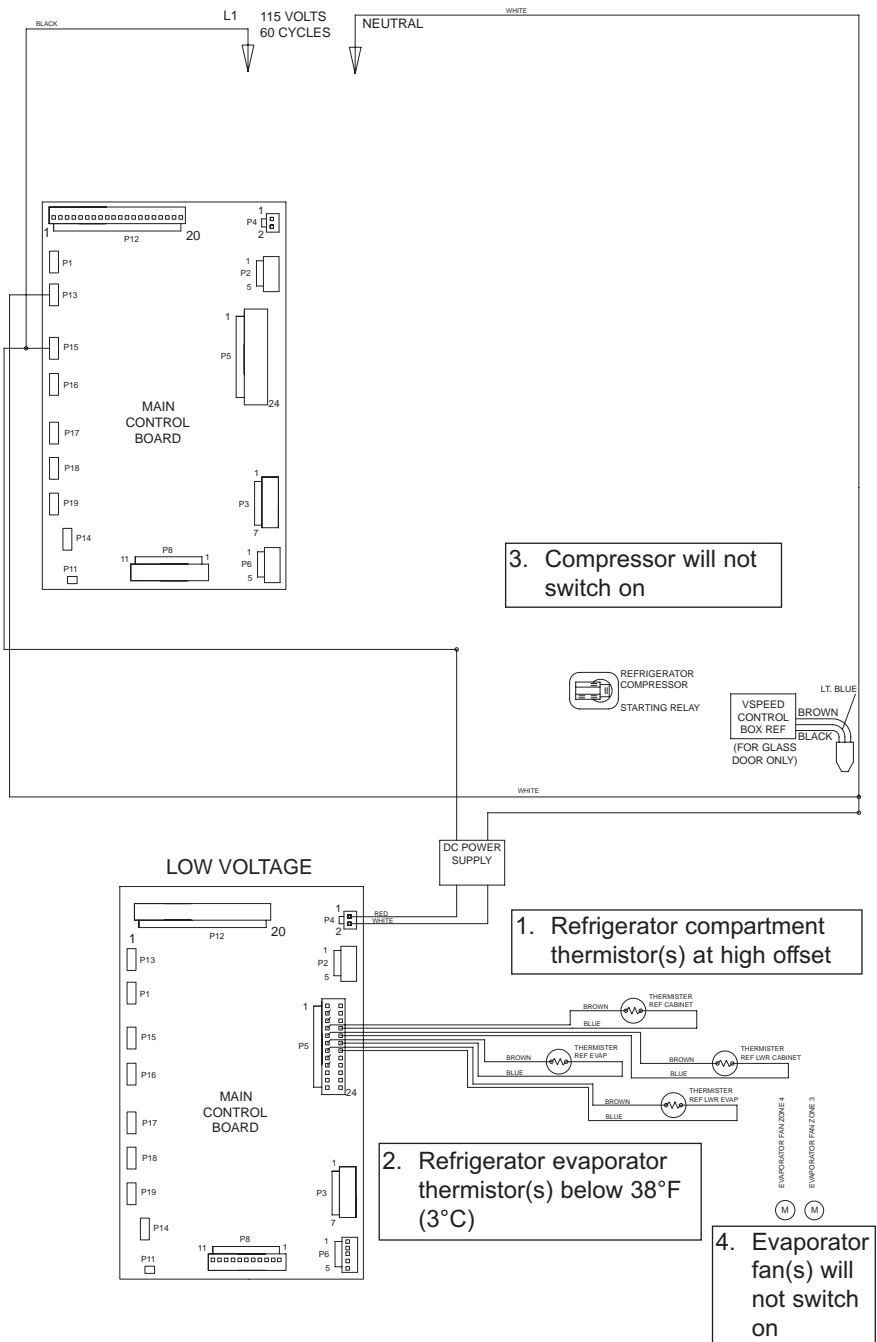 L1 115 VOLTS
60 CYCLES
NEUTRAL
BLACK
WHITE
1 20
P12
1
P4
2
P1
P13
1
P2
5
P15
P16
1
P5
24
MAIN
CONTROL
BOARD
P17
P18
P19
1
P3
7
P14
P11
P8
11 1
1
P6
5
3. Compressor will not
switch on
REFRIGERATOR
COMPRESSOR
STARTING RELAY
VSPEED
CONTROL
BOX REF
(FOR GLASS
DOOR ONLY)
LT. BLUE
BROWN
BLACK
WHITE
DC POWER
SUPPLY
LOW VOLTAGE
1 20
P12
1
P4
2
RED
WHITE
P13
P1
1
P2
5
1. Refrigerator compartment
thermistor(s) at high offset
P15
P16
1
P5
24
BROWN
BLUE
THERMISTER
REF CABINET
BROWN
BLUE
THERMISTER
REF EVAP
BROWN
BLUE
THERMISTER
REF LWR CABINET
BROWN
BLUE
THERMISTER
REF LWR EVAP
MAIN
CONTROL
BOARD
P17
P18
P19
1
P3
7
P14
P11
P8
11 1
1
P6
5
2. Refrigerator evaporator
thermistor(s) below 38°F
(3°C)
EVAPORATOR FAN ZONE 4
EVAPORATOR FAN ZONE 3
M
M
4. Evaporator
fan(s) will
not switch
on